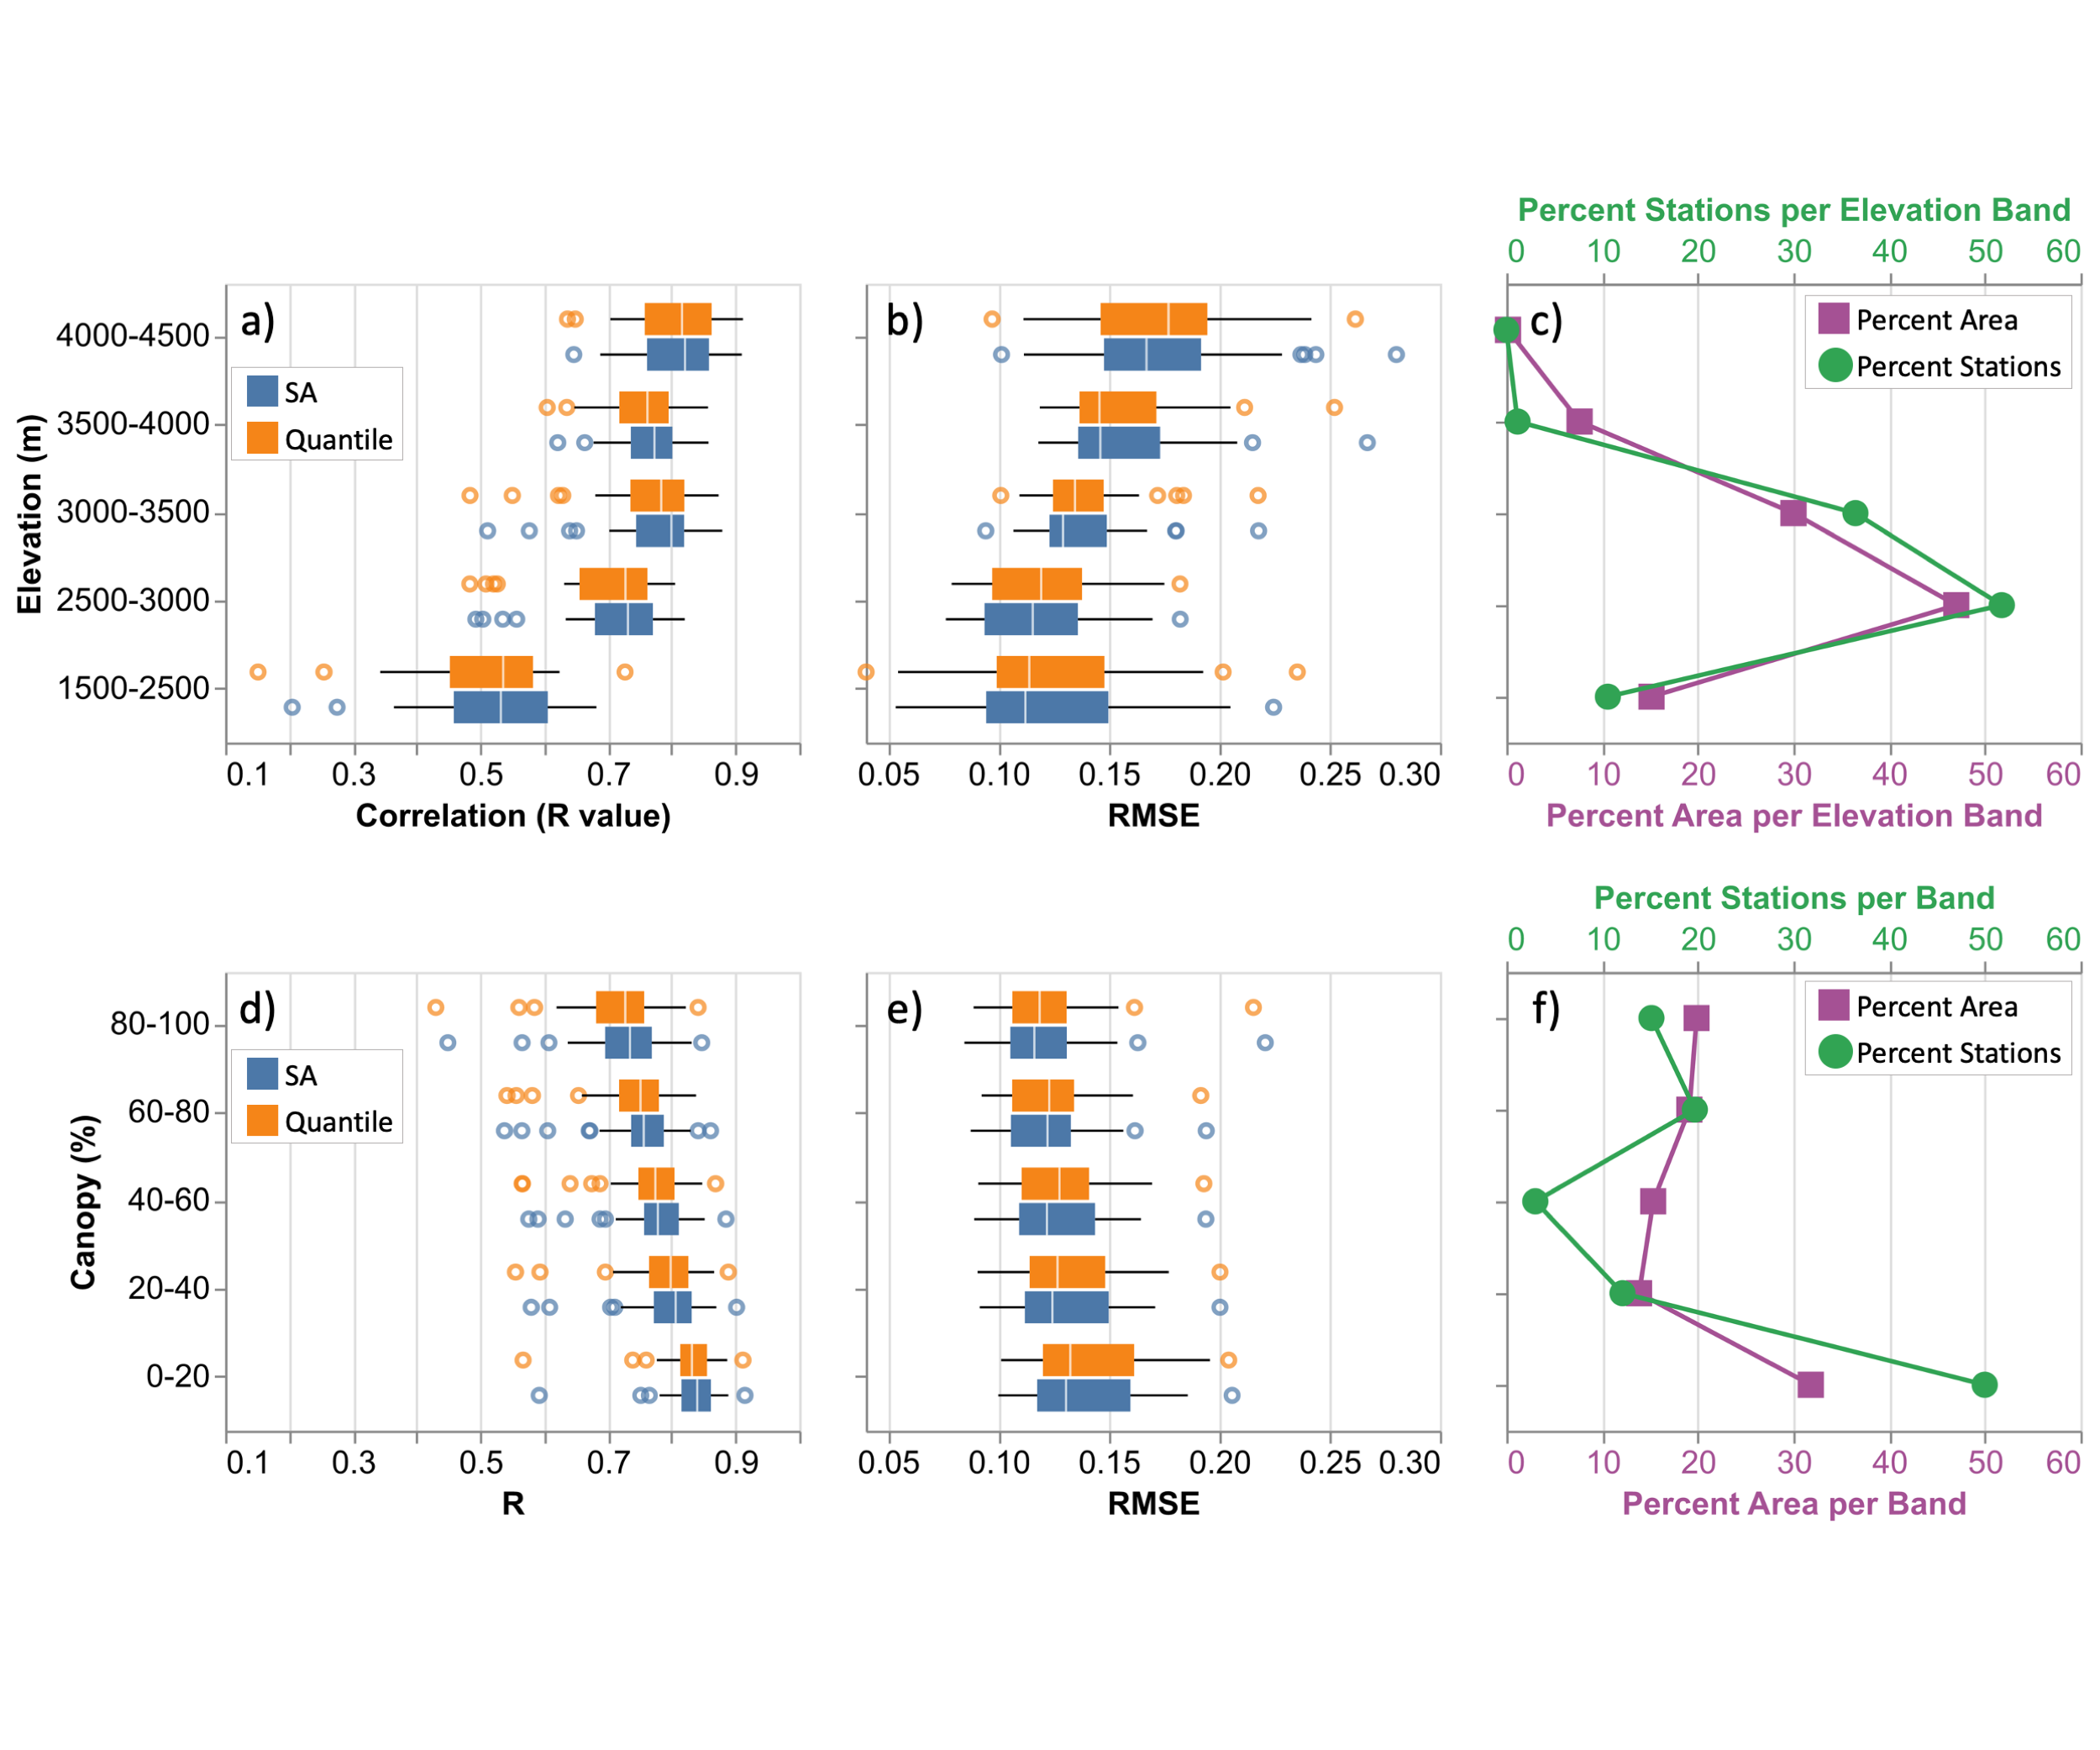 Percent Stations per Elevation Band
0 10 20 30 40 50 60
a)
b)
c)
Percent Area
Percent Stations
SA
Quantile
Elevation (m)
4000-4500
3500-4000
3000-3500
2500-3000
1500-2500
0.1 0.3 0.5 0.7 0.9
0.05 0.10 0.15 0.20 0.25 0.30
0 10 20 30 40 50 60
Correlation (R value)
RMSE
Percent Area per Elevation Band
Percent Stations per Band
0 10 20 30 40 50 60
d)
e)
f)
Percent Area
Percent Stations
SA
Quantile
Canopy (%)
80-100
60-80
40-60
20-40
0-20
0.1 0.3 0.5 0.7 0.9
0.05 0.10 0.15 0.20 0.25 0.30
0 10 20 30 40 50 60
R
RMSE
Percent Area per Band